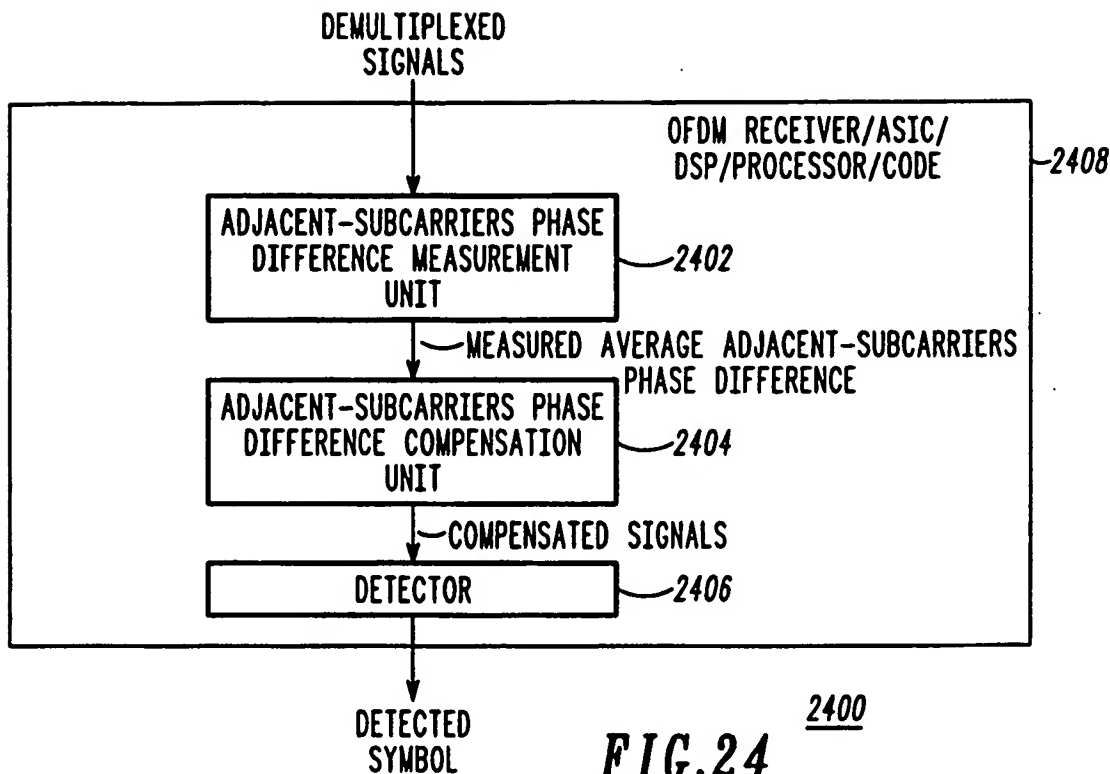 DEMULTIPLEXED
SIGNALS
OFDM RECEIVER/ASIC/
DSP/PROCESSOR/CODE
2408
ADJACENT-SUBCARRIERS PHASE
DIFFERENCE MEASUREMENT
UNIT
2402
MEASURED AVERAGE ADJACENT-SUBCARRIERS
PHASE DIFFERENCE
ADJACENT-SUBCARRIERS PHASE
DIFFERENCE COMPENSATION
UNIT
2404
COMPENSATED SIGNALS
DETECTOR
2406
DETECTED
SYMBOL
2400
FIG.24